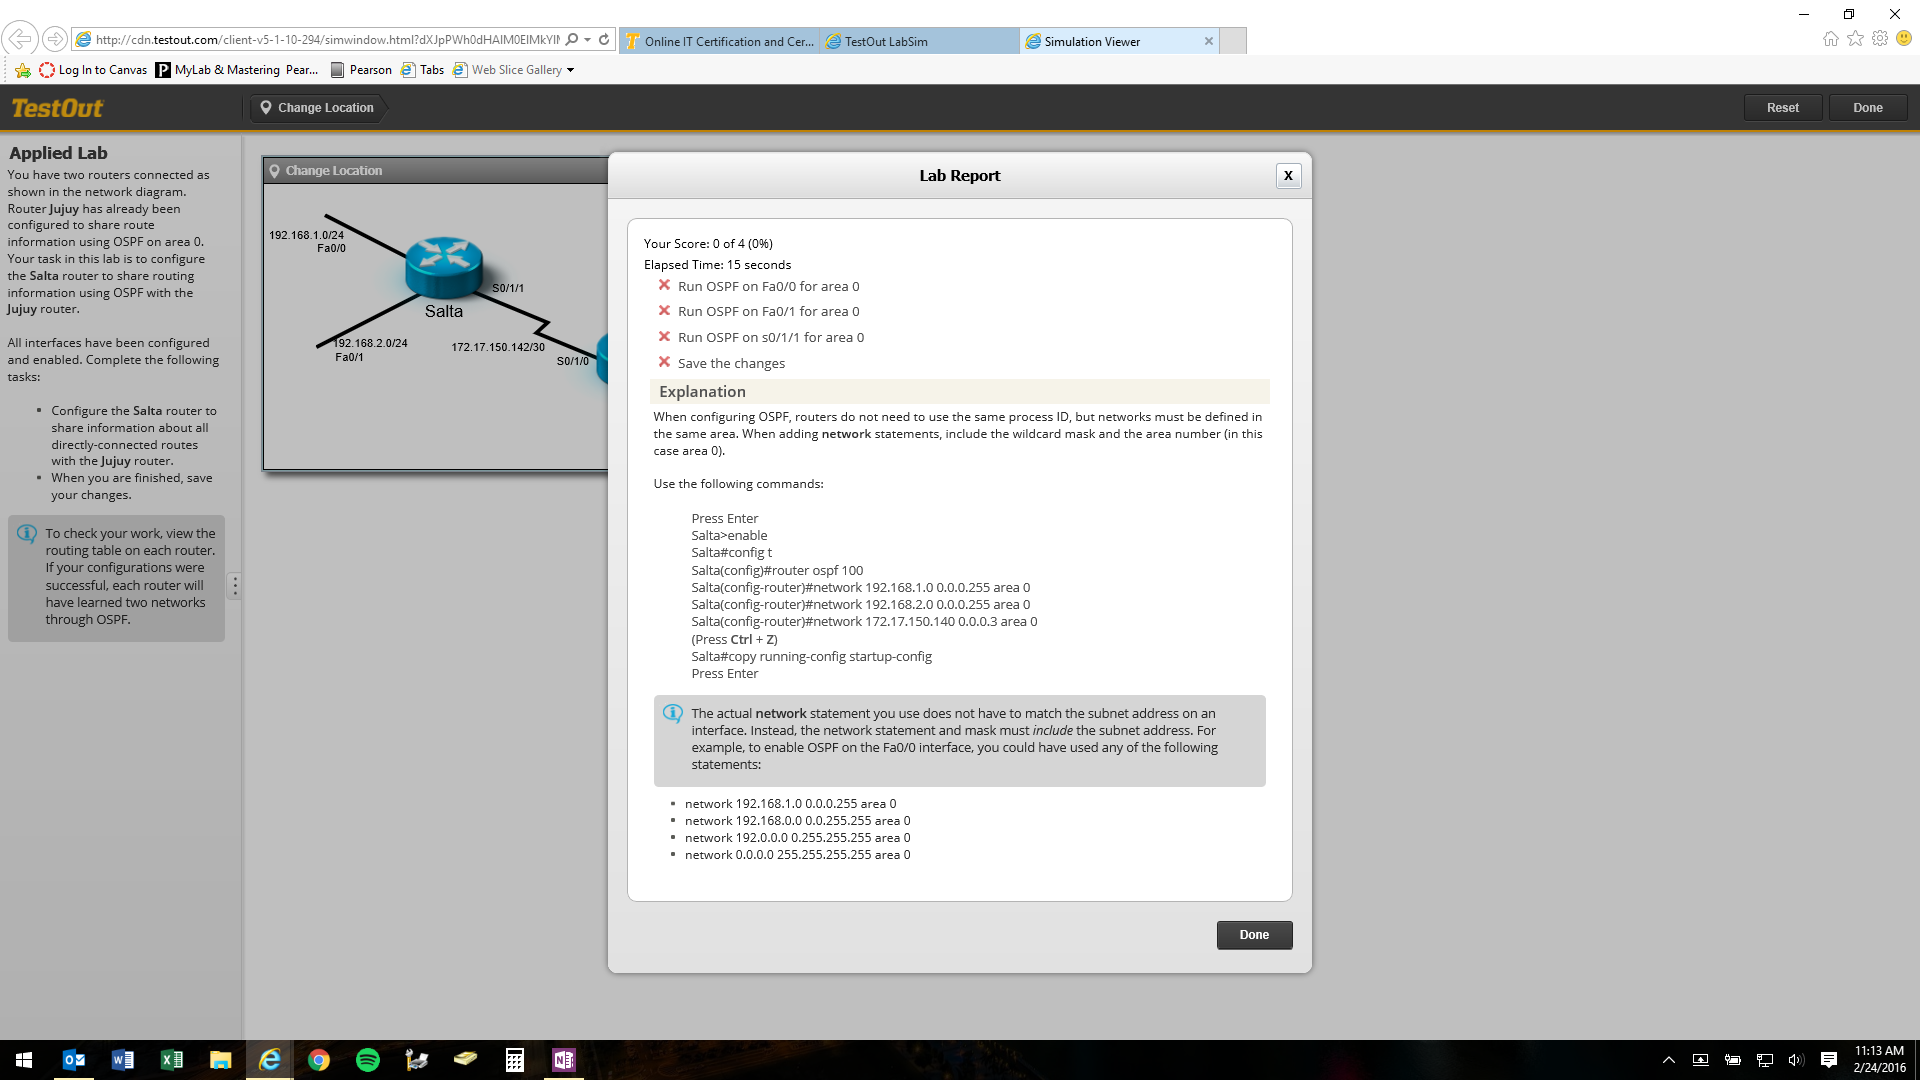 http://cdn.testout.com/client-v5-1-10-294/simwindow.html?dXJpPWh0dHAlM0ElMkYl
Online IT Certification and Cer...
TestOut LabSim
Simulation Viewer
Log In to Canvas
MyLab & Mastering Pear...
Pearson
Tabs
Web Slice Gallery
TestOut
Change Location
Reset
Done
Applied Lab
You have two routers connected as
shown in the network diagram.
Router Jujuy has already been
configured to share route
information using OSPF on area 0.
Your task in this lab is to configure
the Salta router to share routing
information using OSPF with the
Jujuy router.
All interfaces have been configured
and enabled. Complete the following
tasks:
• Configure the Salta router to
share information about all
directly-connected routes
with the Jujuy router.
• When you are finished, save
your changes.
To check your work, view the
routing table on each router.
If your configurations were
successful, each router will
have learned two networks
through OSPF.
Change Location
192.168.1.0/24
Fa0/0
S0/1/1
Salta
192.168.2.0/24
Fa0/1
172.17.150.142/30
S0/1/0
Lab Report
X
Your Score: 0 of 4 (0%)
Elapsed Time: 15 seconds
Run OSPF on Fa0/0 for area 0
Run OSPF on Fa0/1 for area 0
Run OSPF on s0/1/1 for area 0
Save the changes
Explanation
When configuring OSPF, routers do not need to use the same process ID, but networks must be defined in
the same area. When adding network statements, include the wildcard mask and the area number (in this
case area 0).
Use the following commands:
Press Enter
Salta>enable
Salta#config t
Salta(config)#router ospf 100
Salta(config-router)#network 192.168.1.0 0.0.0.255 area 0
Salta(config-router)#network 192.168.2.0 0.0.0.255 area 0
Salta(config-router)#network 172.17.150.140 0.0.0.3 area 0
(Press Ctrl + Z)
Salta#copy running-config startup-config
Press Enter
The actual network statement you use does not have to match the subnet address on an
interface. Instead, the network statement and mask must include the subnet address. For
example, to enable OSPF on the Fa0/0 interface, you could have used any of the following
statements:
• network 192.168.1.0 0.0.0.255 area 0
• network 192.168.0.0 0.0.255.255 area 0
• network 192.0.0.0 0.255.255.255 area 0
• network 0.0.0.0 255.255.255.255 area 0
Done
11:13 AM
2/24/2016